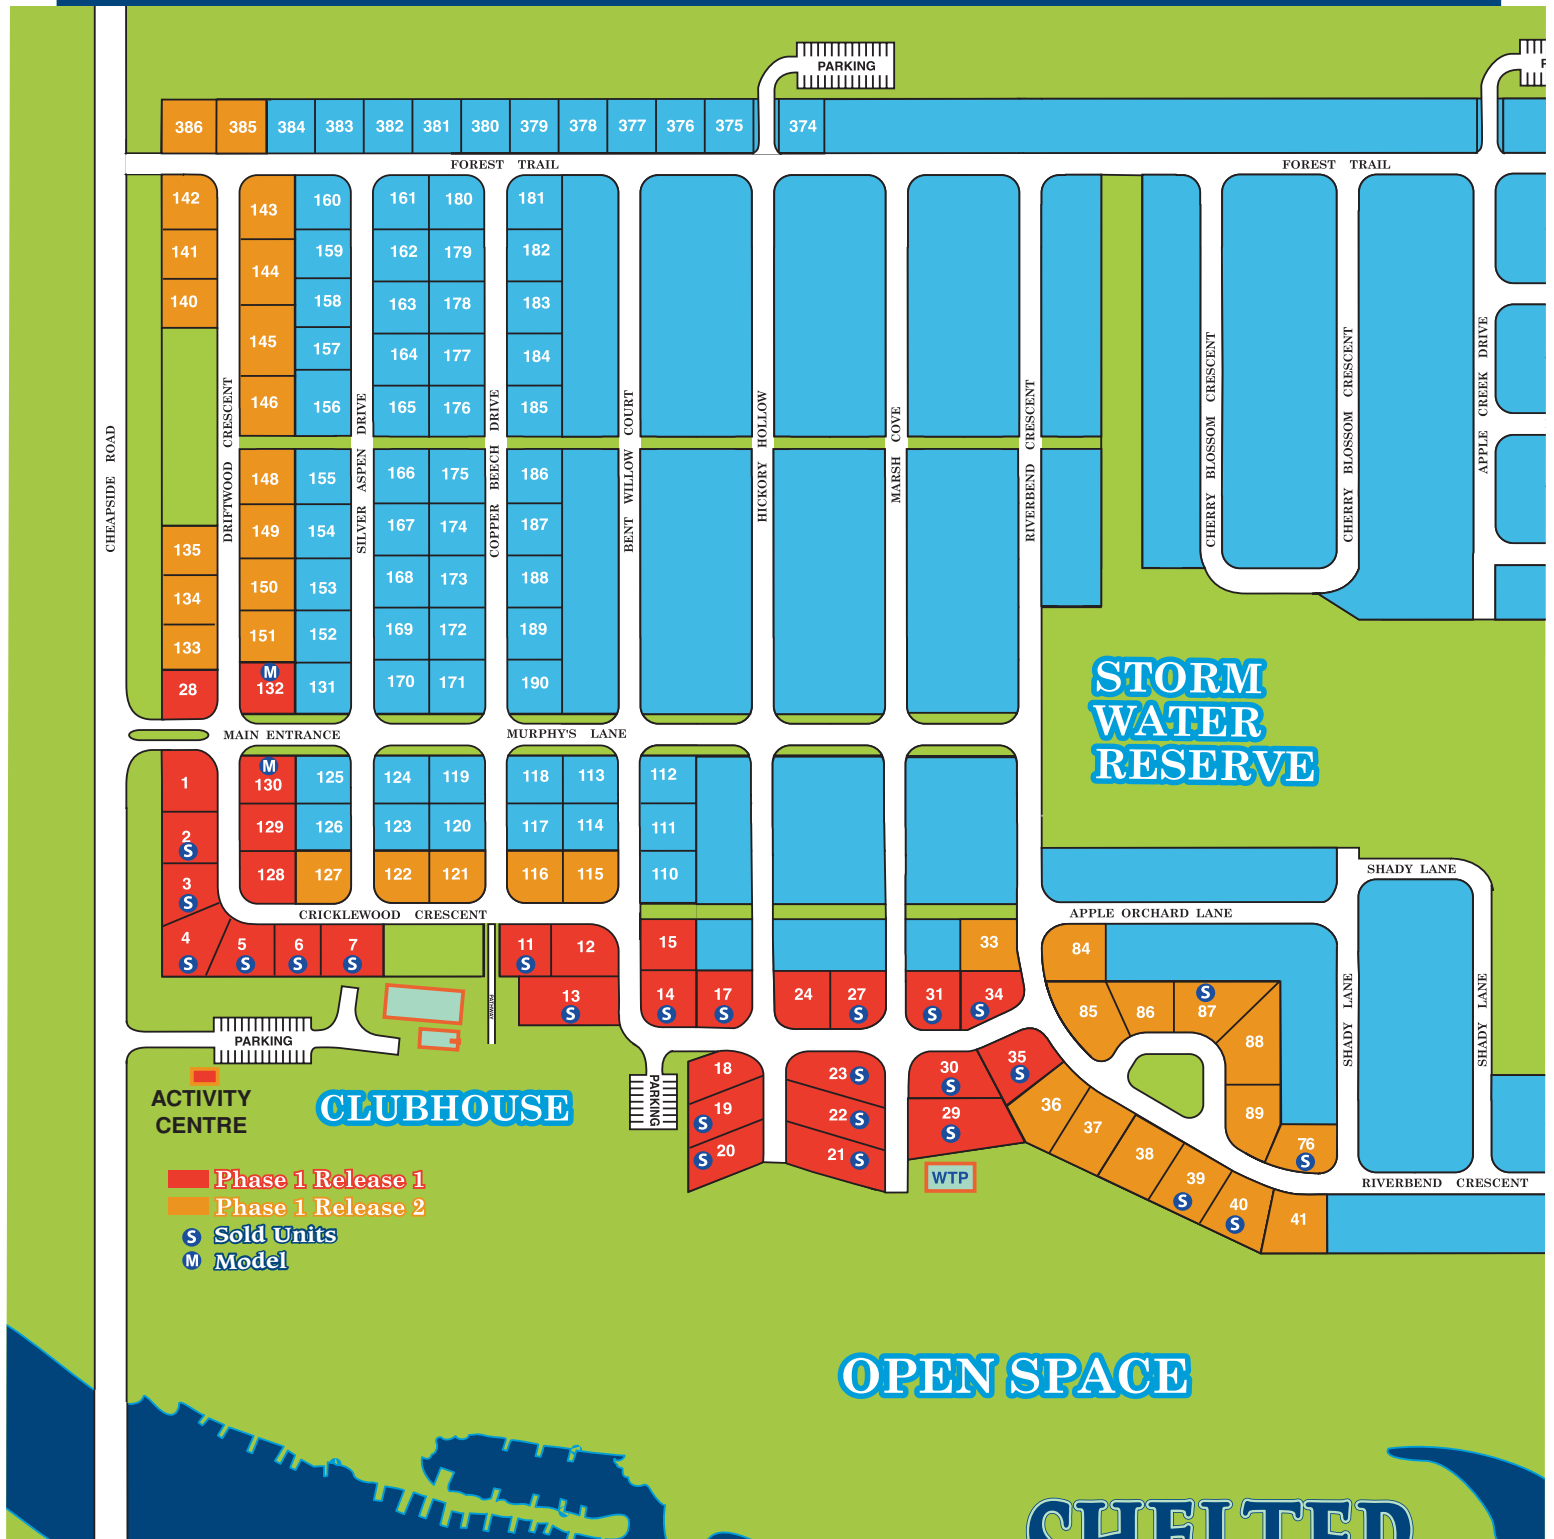 PARKING
386 385 384 383 382 381 380 379 378 377 376 375 374
FOREST TRAIL
FOREST TRAIL
142 143 160 161 180 181
141 144 159 162 179 182
140 145 158 163 178 183
157 164 177 184
146 156 165 176 185
CHEAPSIDE ROAD
DRIFTWOOD CRESCENT
SILVER ASPEN DRIVE
COPPER BEECH DRIVE
BENT WILLOW COURT
HICKORY HOLLOW
MARSH COVE
RIVERBEND CRESCENT
CHERRY BLOSSOM CRESCENT
CHERRY BLOSSOM CRESCENT
APPLE CREEK DRIVE
148 155 166 175 186
135 149 154 167 174 187
134 150 153 168 173 188
133 151 152 169 172 189
28 M 132 131 170 171 190
STORM
WATER
RESERVE
MAIN ENTRANCE
MURPHY'S LANE
1 M 130 125 124 119 118 113 112
2 S 129 126 123 120 117 114 111
3 S 128 127 122 121 116 115 110
CRICKLEWOOD CRESCENT
SHADY LANE
APPLE ORCHARD LANE
4 S 5 S 6 S 7 S 11 S 12 15 33 84
PATHWAY
13 S 14 S 17 S 24 27 S 31 S 34 S 85 86 S 87
SHADY LANE
SHADY LANE
PARKING
88
18 23 S 30 S 35 S
PARKING
ACTIVITY
CENTRE
CLUBHOUSE
19 S 22 S 29 S 36 37 89
20 S 21 S 38 76 S
WTP
39 S 40 S 41
RIVERBEND CRESCENT
Phase 1 Release 1
Phase 1 Release 2
S Sold Units
M Model
OPEN SPACE
SHELTER